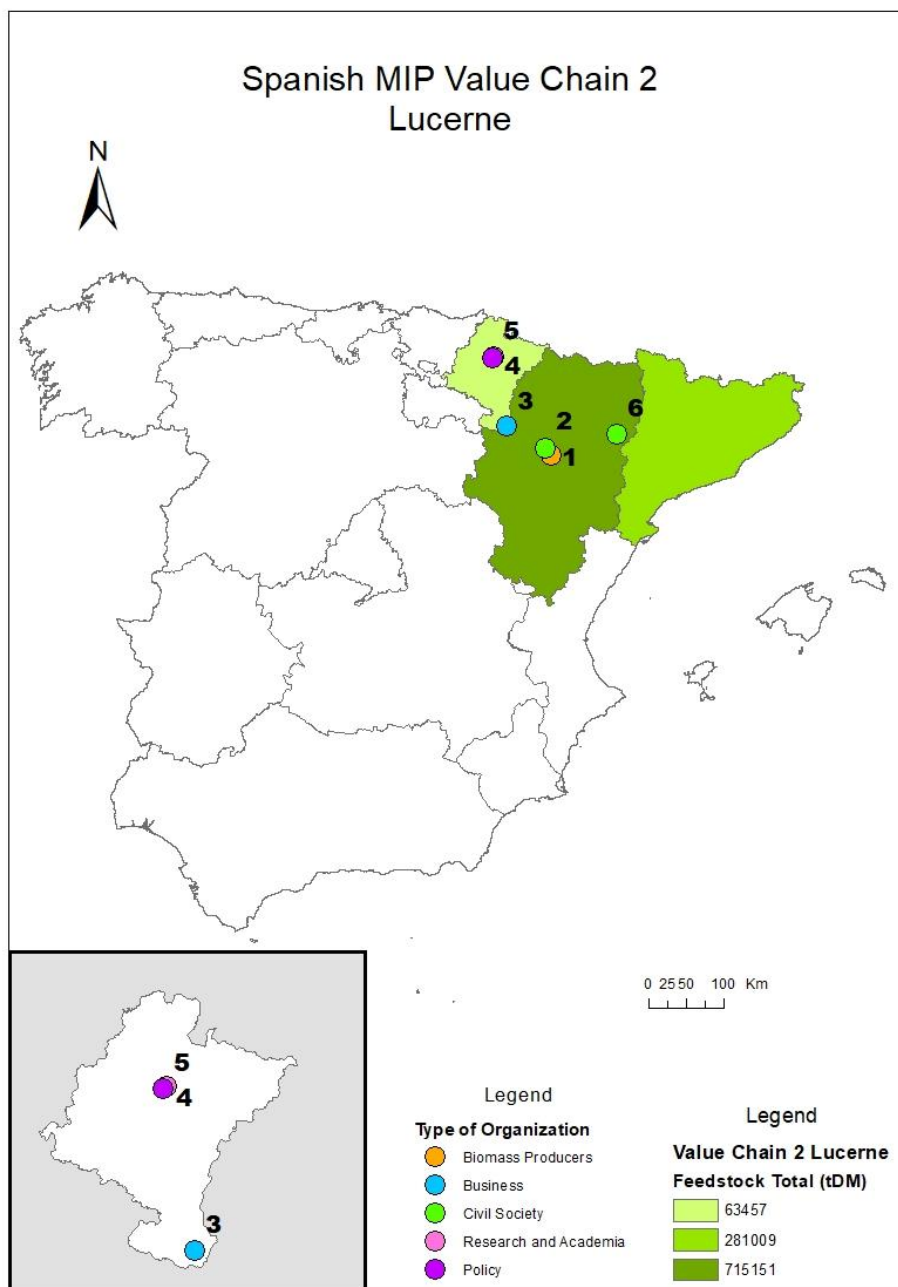 Spanish MIP Value Chain 2
Lucerne
N
5
4
3
2
6
1
0 25 50 100 Km
5
4
3
Legend
Type of Organization
Biomass Producers
Business
Civil Society
Research and Academia
Policy
Legend
Value Chain 2 Lucerne
Feedstock Total (tDM)
63457
281009
715151